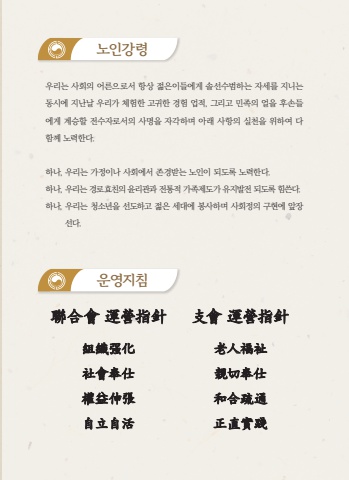 노인강령
우리는 사회의 어른으로서 항상 젊은이들에게 솔선수범하는 자세를 지니는
동시에 지난날 우리가 체험한 고귀한 경험 업적, 그리고 민족의 얼을 후손들
에게 계승할 전수자로서의 사명을 자각하며 아래 사항의 실천을 위하여 다
함께 노력한다.
하나, 우리는 가정이나 사회에서 존경받는 노인이 되도록 노력한다.
하나, 우리는 경로효친의 윤리관과 전통적 가족제도가 유지발전 되도록 힘쓴다.
하나, 우리는 청소년을 선도하고 젊은 세대에 봉사하며 사회정의 구현에 앞장
선다.
운영지침
聯合會 運營指針
支會 運營指針
組織强化
老人福祉
社會奉仕
親切奉仕
權益伸張
和合疏通
自立自活
正直實踐